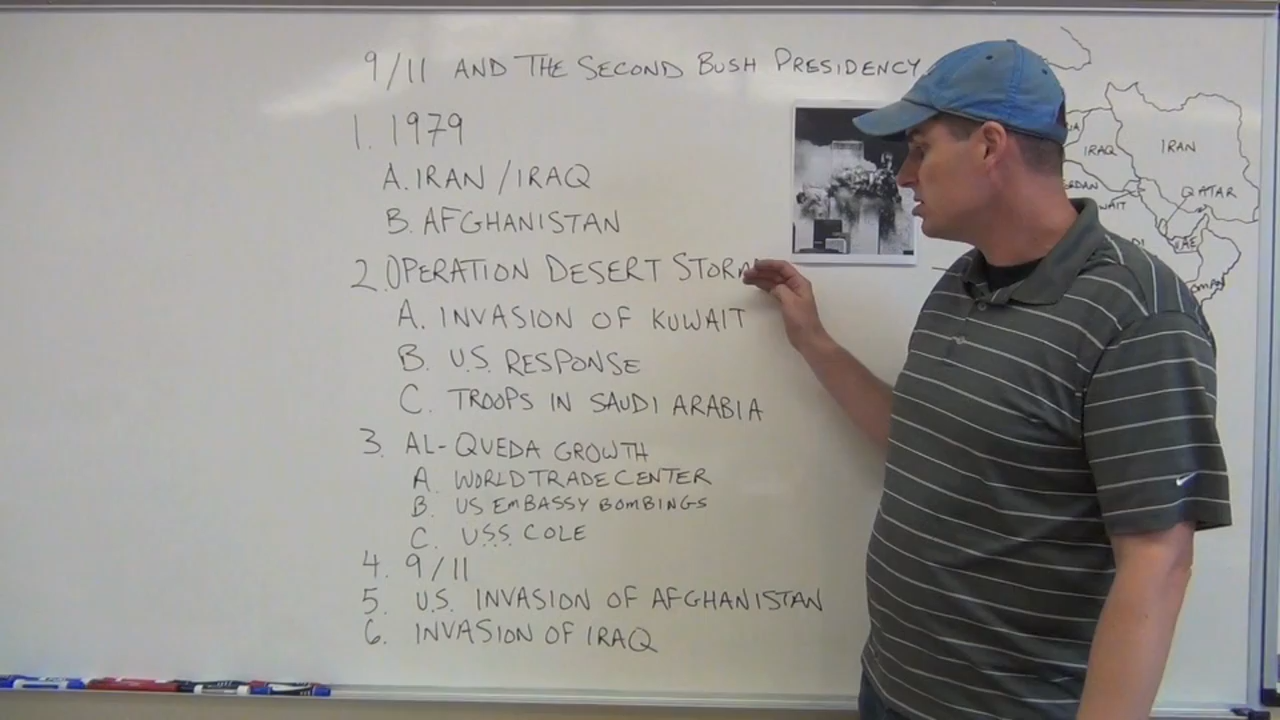 9/11 AND THE SECOND BUSH PRESIDENCY
1. 1979
A. IRAN/IRAQ
B. AFGHANISTAN
2. OPERATION DESERT STORM
A. INVASION OF KUWAIT
B. U.S. RESPONSE
C. TROOPS IN SAUDI ARABIA
3. AL-QUEDA GROWTH
A. WORLD TRADE CENTER
B. US EMBASSY BOMBINGS
C. U.S.S. COLE
4. 9/11
5. U.S. INVASION OF AFGHANISTAN
6. INVASION OF IRAQ
IRAQ
IRAN
QATAR
UAE
OMAN